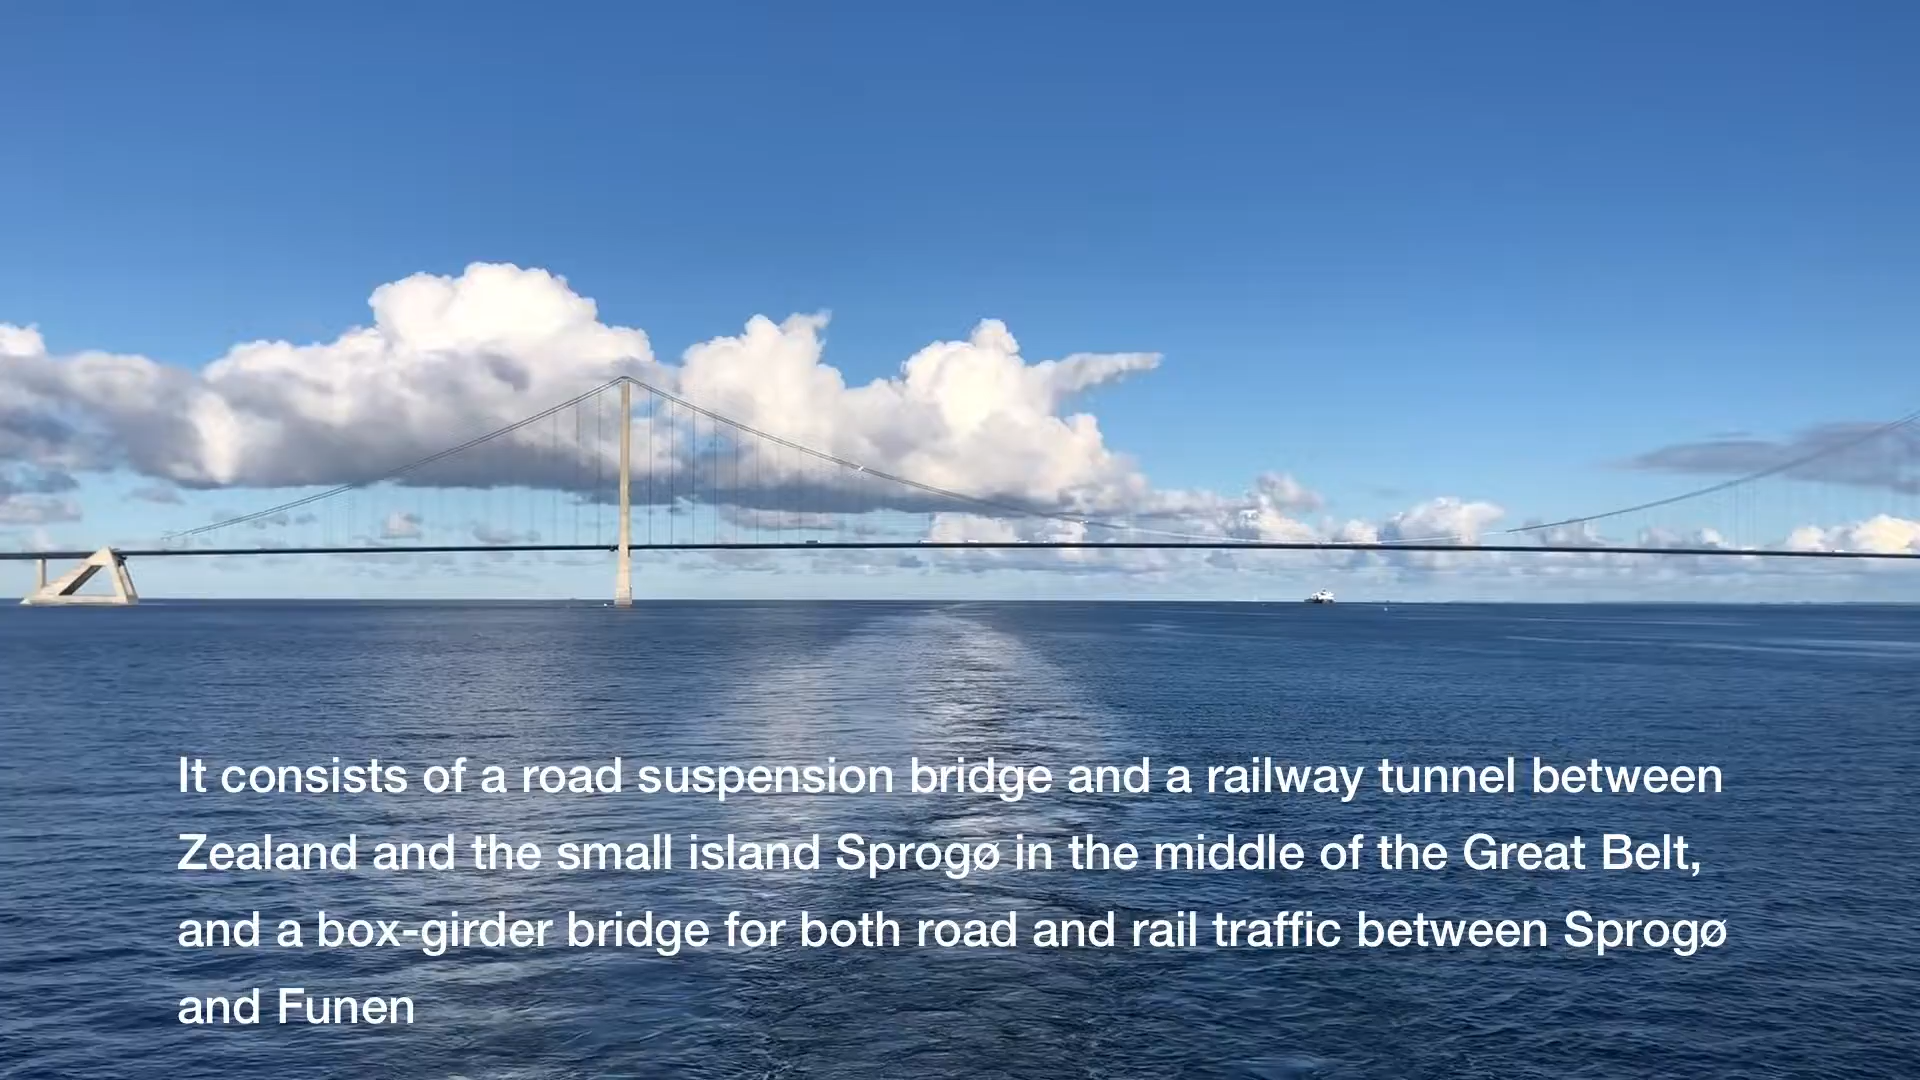 It consists of a road suspension bridge and a railway tunnel between
Zealand and the small island Sprogø in the middle of the Great Belt,
and a box-girder bridge for both road and rail traffic between Sprogø
and Funen